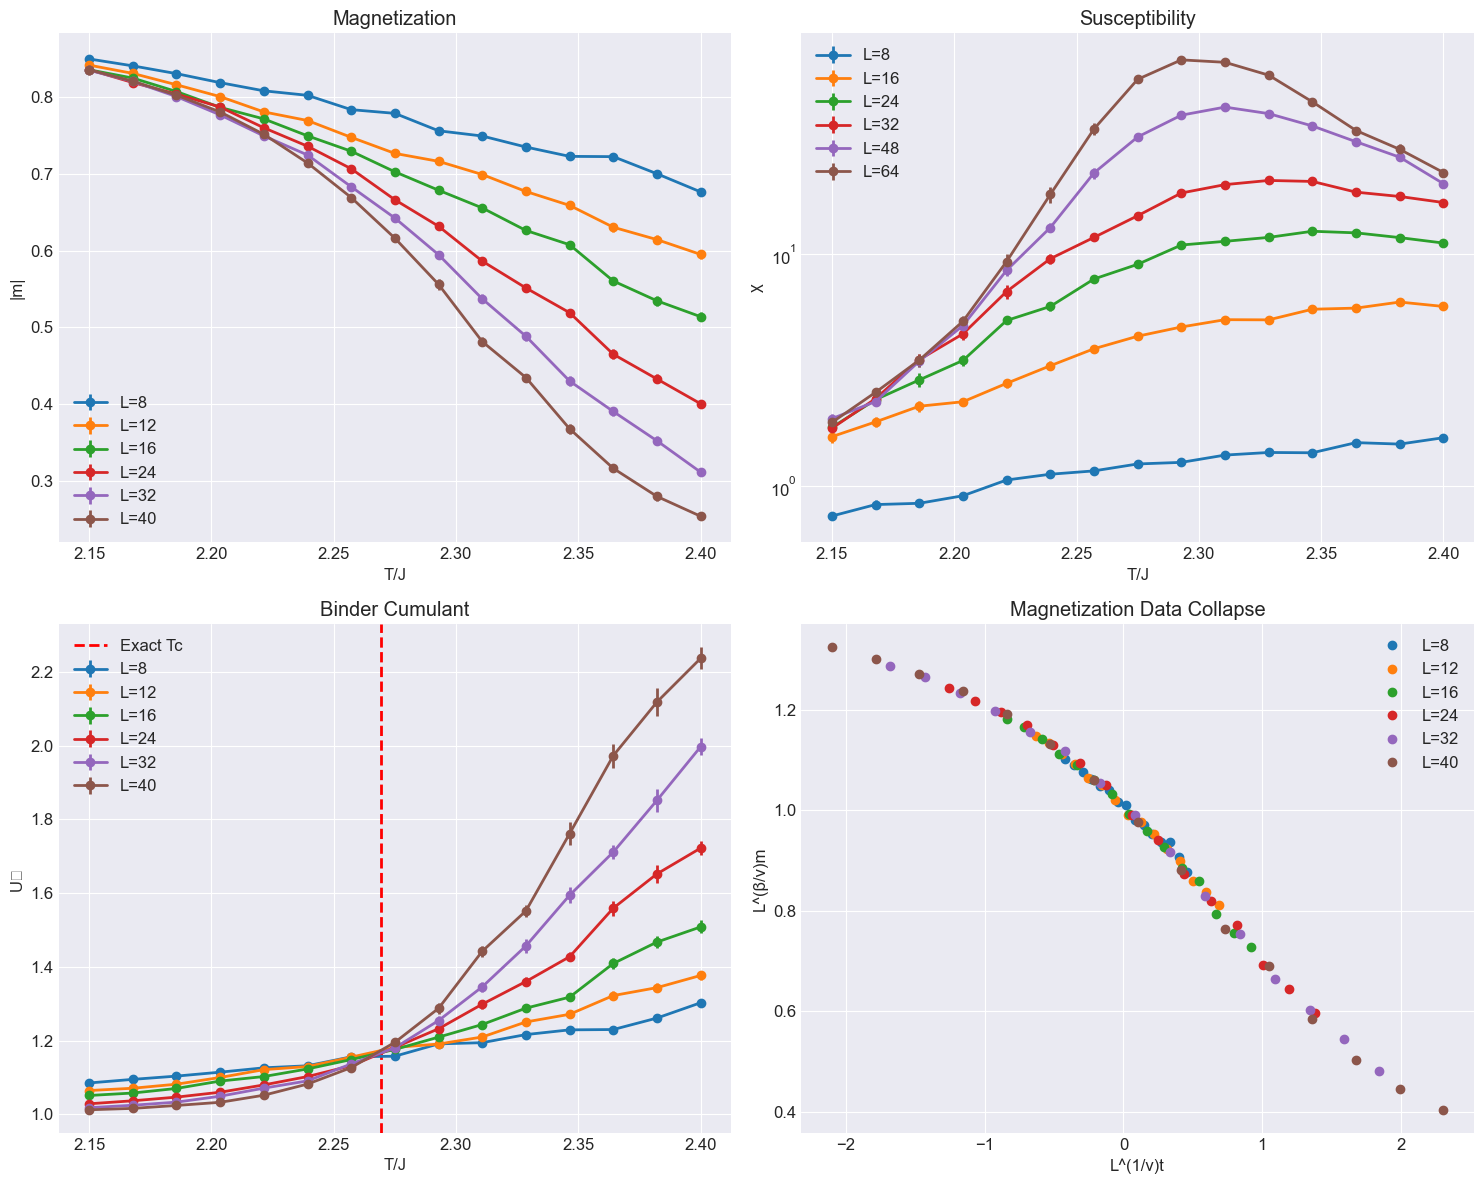 Magnetization
0.8
0.7
0.6
0.5
0.4
0.3
|m|
L=8
L=12
L=16
L=24
L=32
L=40
2.15 2.20 2.25 2.30 2.35 2.40
T/J
Susceptibility
10^1
10^0
χ
L=8
L=16
L=24
L=32
L=48
L=64
2.15 2.20 2.25 2.30 2.35 2.40
T/J
Binder Cumulant
2.2
2.0
1.8
1.6
1.4
1.2
1.0
U□
Exact Tc
L=8
L=12
L=16
L=24
L=32
L=40
2.15 2.20 2.25 2.30 2.35 2.40
T/J
Magnetization Data Collapse
1.2
1.0
0.8
0.6
0.4
L^(β/ν)m
L=8
L=12
L=16
L=24
L=32
L=40
−2 −1 0 1 2
L^(1/ν)t